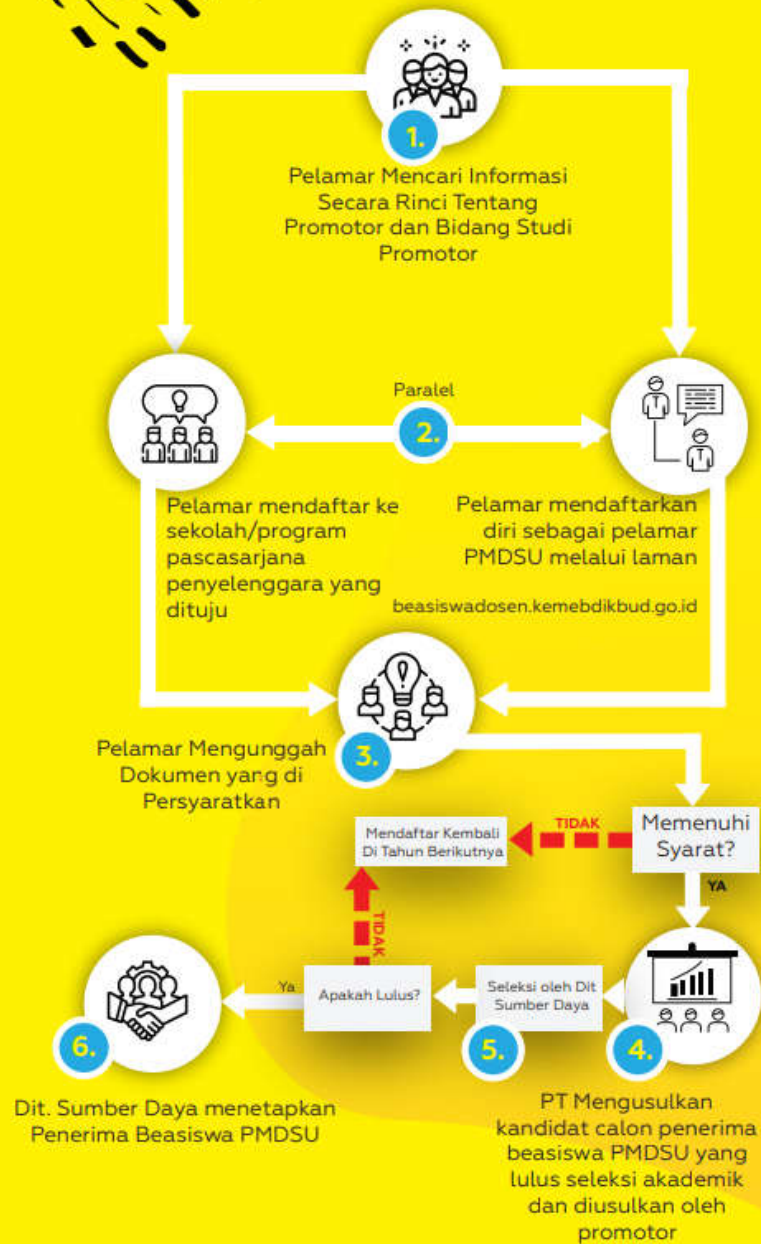 1.
Pelamar Mencari Informasi
Secara Rinci Tentang
Promotor dan Bidang Studi
Promotor
Paralel
2.
Pelamar mendaftar ke
sekolah/program
pascasarjana
penyelenggara yang
dituju
Pelamar mendaftarkan
diri sebagai pelamar
PMDSU melalui laman
beasiswadosen.kemebdikbud.go.id
3.
Pelamar Mengunggah
Dokumen yang di
Persyaratkan
Memenuhi
Syarat?
TIDAK
Mendaftar Kembali
Di Tahun Berikutnya
YA
TIDAK
4.
PT Mengusulkan
kandidat calon penerima
beasiswa PMDSU yang
lulus seleksi akademik
dan diusulkan oleh
promotor
Seleksi oleh Dit
Sumber Daya
5.
Apakah Lulus?
Ya
6.
Dit. Sumber Daya menetapkan
Penerima Beasiswa PMDSU